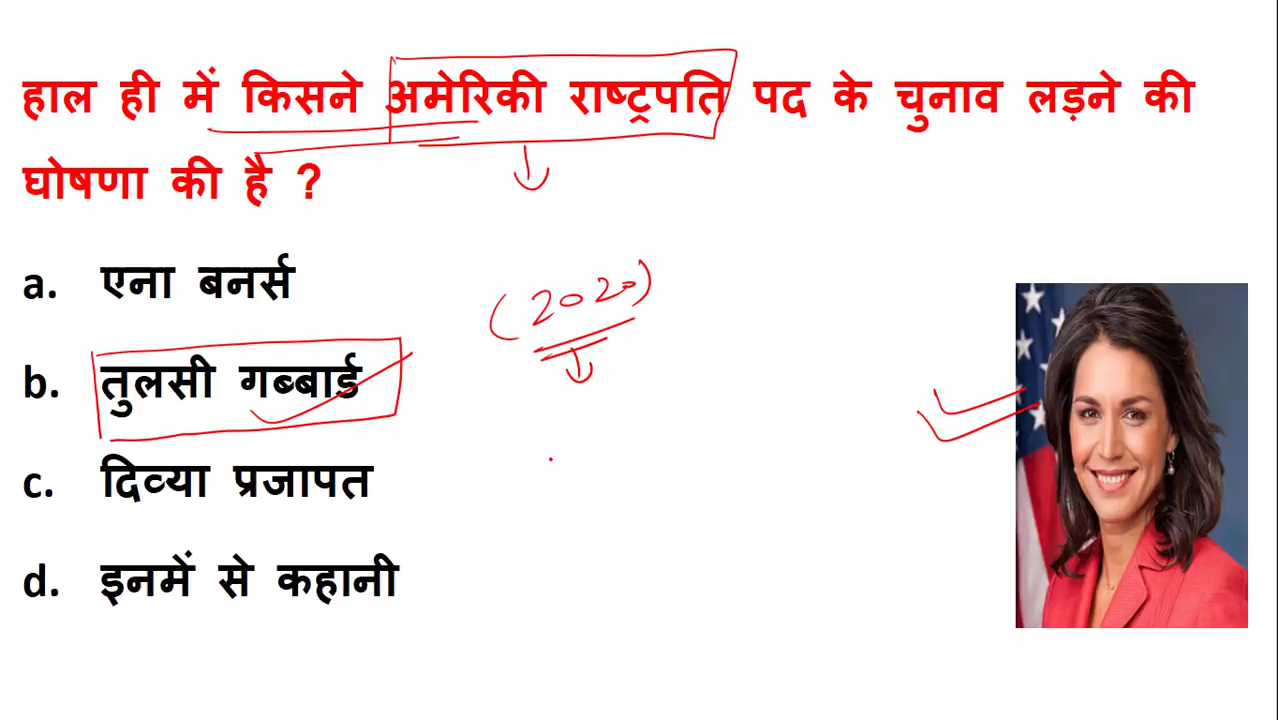 हाल ही में किसने अमेरिकी राष्ट्रपति पद के चुनाव लड़ने की
घोषणा की है ?
a. एना बनर्स
(2020)
b. तुलसी गब्बार्ड
c. दिव्या प्रजापत
d. इनमें से कहानी